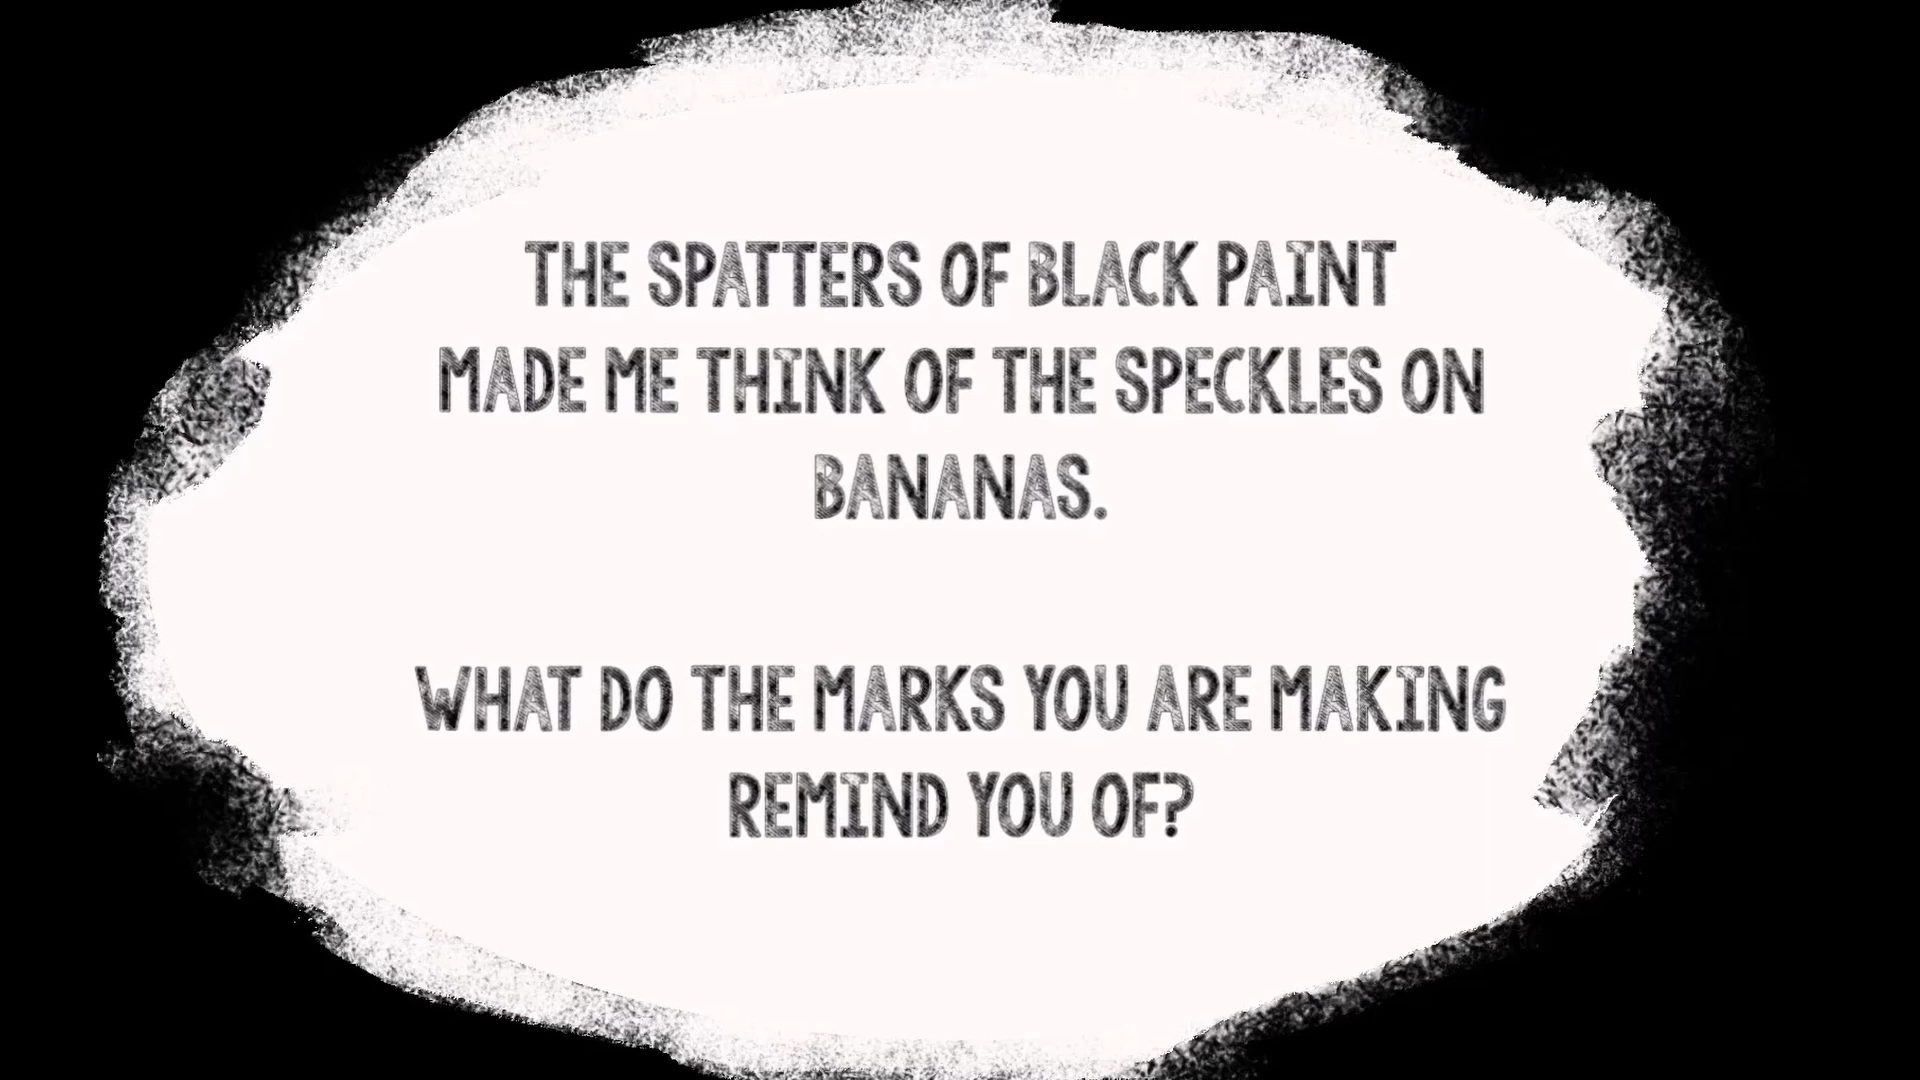 THE SPATTERS OF BLACK PAINT
MADE ME THINK OF THE SPECKLES ON
BANANAS.
WHAT DO THE MARKS YOU ARE MAKING
REMIND YOU OF?